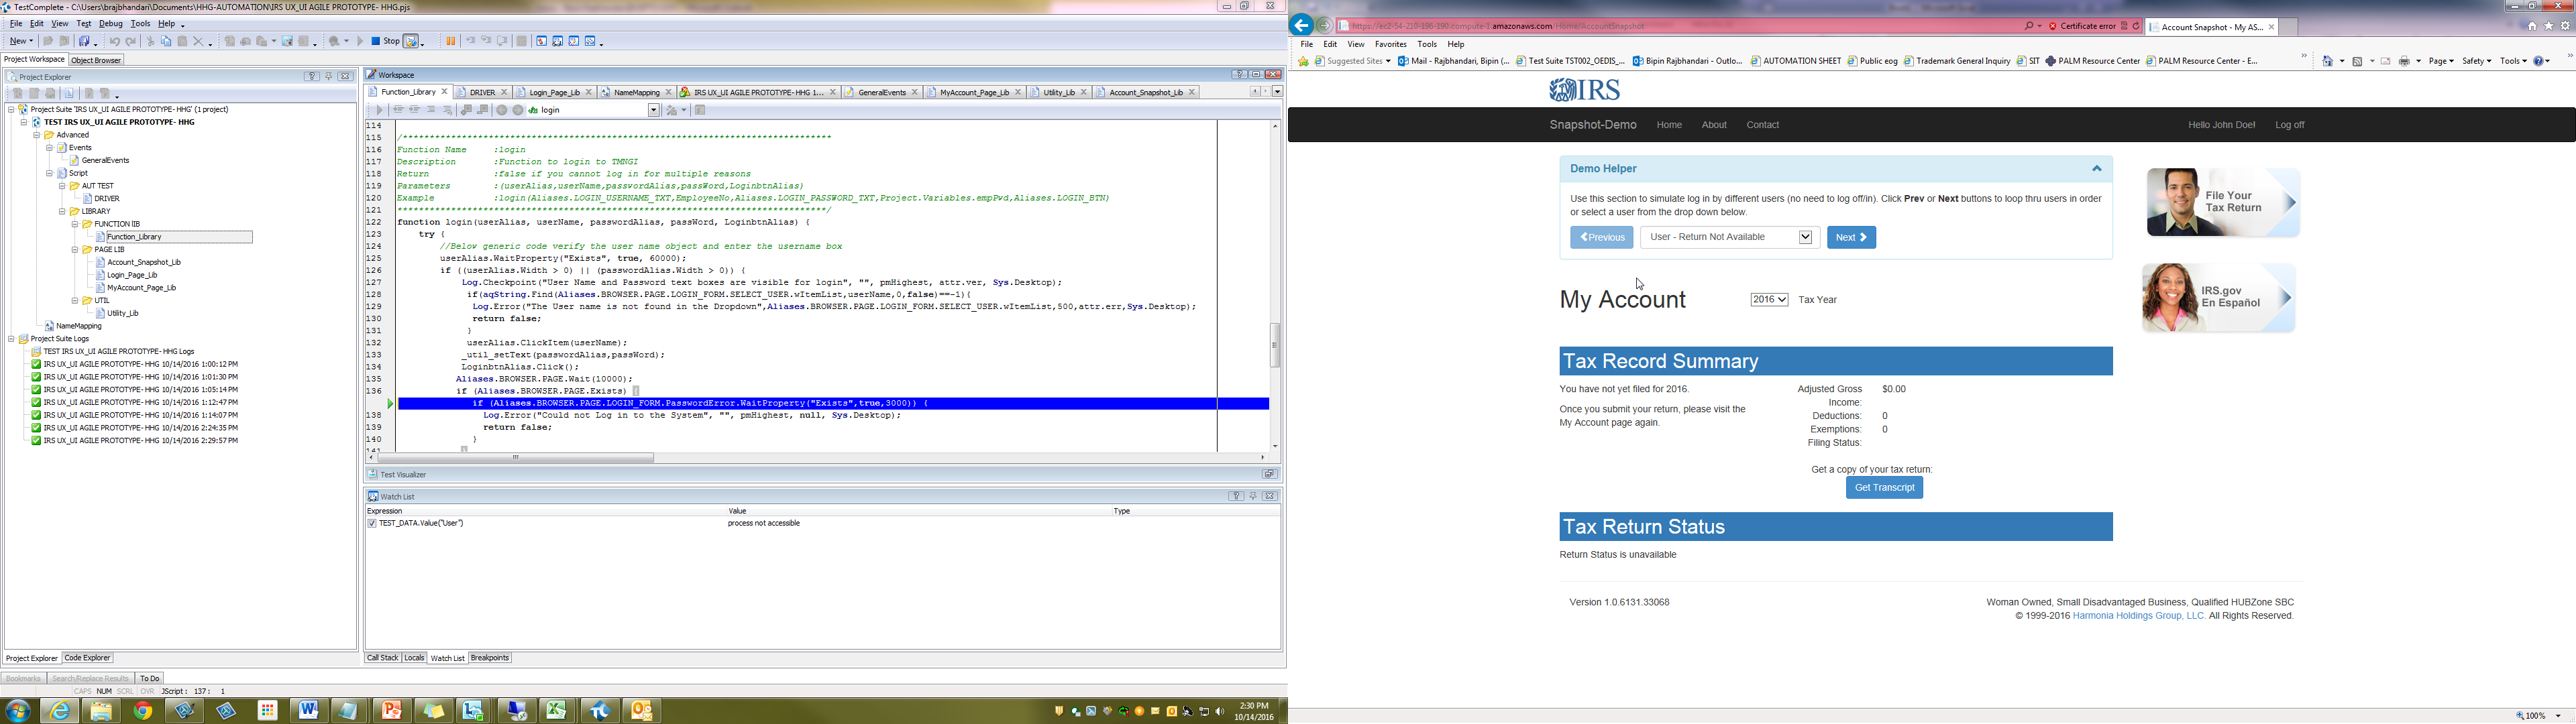 TestComplete - C:\Users\brajbhandari\Documents\HHG-AUTOMATION\IRS UX_UI AGILE PROTOTYPE- HHG.pjs
File Edit View Test Debug Tools Help
New Stop
Project Workspace Object Browser
Project Explorer
Project Suite 'IRS UX_UI AGILE PROTOTYPE- HHG' (1 project)
TEST IRS UX_UI AGILE PROTOTYPE- HHG
Advanced
Events
GeneralEvents
Script
AUT TEST
DRIVER
LIBRARY
FUNCTION lIB
Function_Library
PAGE LIB
Account_Snapshot_Lib
Login_Page_Lib
MyAccount_Page_Lib
UTIL
Utility_Lib
NameMapping
Project Suite Logs
TEST IRS UX_UI AGILE PROTOTYPE- HHG Logs
IRS UX_UI AGILE PROTOTYPE- HHG 10/14/2016 1:00:12 PM
IRS UX_UI AGILE PROTOTYPE- HHG 10/14/2016 1:01:30 PM
IRS UX_UI AGILE PROTOTYPE- HHG 10/14/2016 1:05:14 PM
IRS UX_UI AGILE PROTOTYPE- HHG 10/14/2016 1:12:47 PM
IRS UX_UI AGILE PROTOTYPE- HHG 10/14/2016 1:14:07 PM
IRS UX_UI AGILE PROTOTYPE- HHG 10/14/2016 2:24:35 PM
IRS UX_UI AGILE PROTOTYPE- HHG 10/14/2016 2:29:57 PM
Project Explorer Code Explorer
Workspace
Function_Library DRIVER Login_Page_Lib NameMapping IRS UX_UI AGILE PROTOTYPE- HHG 1... GeneralEvents MyAccount_Page_Lib Utility_Lib Account_Snapshot_Lib
login
114
115 /********************************************************************************
116 Function Name :login
117 Description :Function to login to TMNGI
118 Return :false if you cannot log in for multiple reasons
119 Parameters :(userAlias,userName,passwordAlias,passWord,LoginbtnAlias)
120 Example :login(Aliases.LOGIN_USERNAME_TXT,EmployeeNo,Aliases.LOGIN_PASSWORD_TXT,Project.Variables.empPvd,Aliases.LOGIN_BTN)
121 ********************************************************************************/
122 function login(userAlias, userName, passwordAlias, passWord, LoginbtnAlias) {
123 try {
124 //Below generic code verify the user name object and enter the username box
125 userAlias.WaitProperty("Exists", true, 60000);
126 if ((userAlias.Width > 0) || (passwordAlias.Width > 0)) {
127 Log.Checkpoint("User Name and Password text boxes are visible for login", "", pmHighest, attr.ver, Sys.Desktop);
128 if(aqString.Find(Aliases.BROWSER.PAGE.LOGIN_FORM.SELECT_USER.wItemList,userName,0,false)==-1){
129 Log.Error("The User name is not found in the Dropdown",Aliases.BROWSER.PAGE.LOGIN_FORM.SELECT_USER.wItemList,500,attr.err,Sys.Desktop);
130 return false;
131 }
132 userAlias.ClickItem(userName);
133 _util_setText(passwordAlias,passWord);
134 LoginbtnAlias.Click();
135 Aliases.BROWSER.PAGE.Wait(10000);
136 if (Aliases.BROWSER.PAGE.Exists) {
if (Aliases.BROWSER.PAGE.LOGIN_FORM.PasswordError.WaitProperty("Exists",true,3000)) {
138 Log.Error("Could not Log in to the System", "", pmHighest, null, Sys.Desktop);
139 return false;
140 }
141
Test Visualizer
Watch List
Expression Value Type
TEST_DATA.Value("User") process not accessible
Call Stack Locals Watch List Breakpoints
Bookmarks Search/Replace Results To Do
CAPS NUM SCRL OVR JScript : 137 : 1
2:30 PM
10/14/2016
https://ec2-54-210-196-190.compute-1.amazonaws.com/Home/AccountSnapshot Certificate error Account Snapshot - My AS...
File Edit View Favorites Tools Help
Suggested Sites Mail - Rajbhandari, Bipin (... Test Suite TST002_OEDIS_... Bipin Rajbhandari - Outlo... AUTOMATION SHEET Public eog Trademark General Inquiry SIT PALM Resource Center PALM Resource Center - E... Page Safety Tools
IRS
Snapshot-Demo Home About Contact Hello John Doe! Log off
Demo Helper
Use this section to simulate log in by different users (no need to log off/in). Click Prev or Next buttons to loop thru users in order
or select a user from the drop down below.
Previous User - Return Not Available Next
File Your
Tax Return
IRS.gov
En Español
My Account 2016 Tax Year
Tax Record Summary
You have not yet filed for 2016.
Once you submit your return, please visit the
My Account page again.
Adjusted Gross $0.00
Income:
Deductions: 0
Exemptions: 0
Filing Status:
Get a copy of your tax return:
Get Transcript
Tax Return Status
Return Status is unavailable
Version 1.0.6131.33068
Woman Owned, Small Disadvantaged Business, Qualified HUBZone SBC
© 1999-2016 Harmonia Holdings Group, LLC. All Rights Reserved.
100%